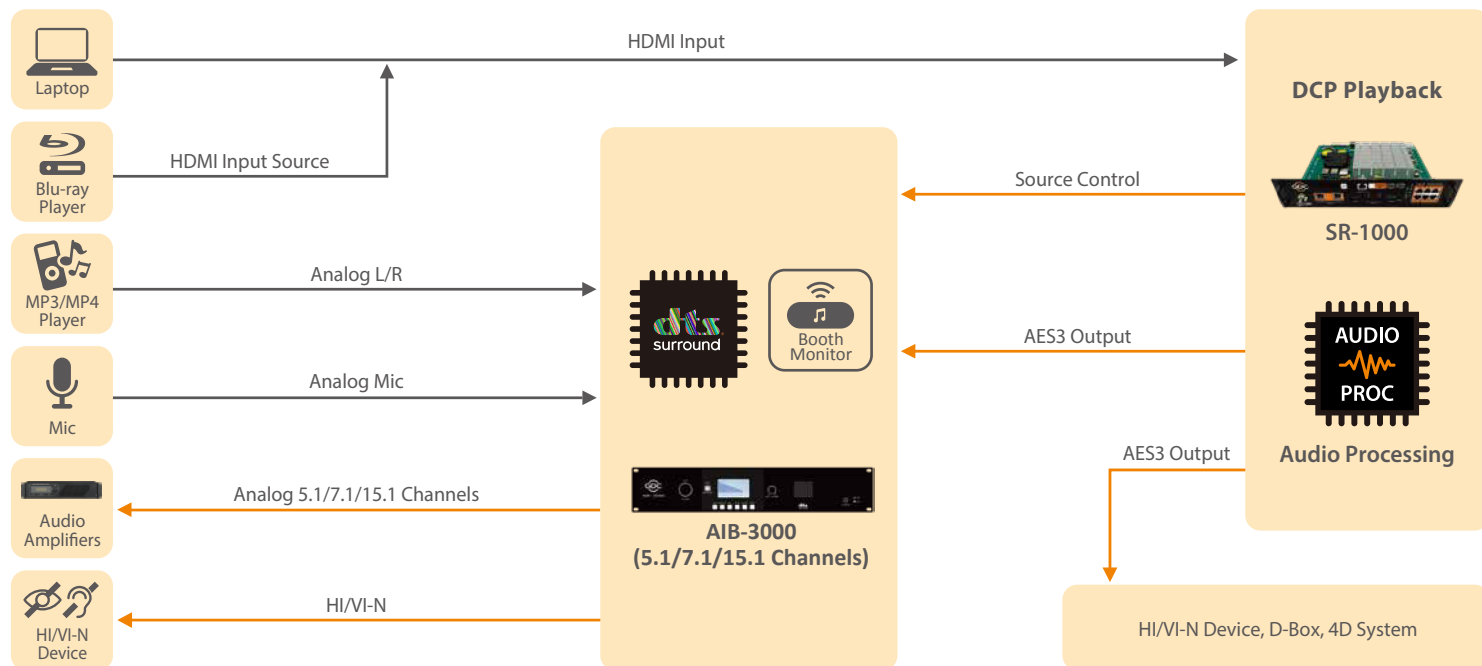 Laptop
HDMI Input
DCP Playback
Blu-ray
Player
HDMI Input Source
Source Control
SR-1000
MP3/MP4
Player
Analog L/R
dts
surround
Booth
Monitor
AES3 Output
AUDIO
PROC
Audio Processing
Mic
Analog Mic
AES3 Output
Audio
Amplifiers
Analog 5.1/7.1/15.1 Channels
GDC
AIB-3000
(5.1/7.1/15.1 Channels)
HI/VI-N
Device
HI/VI-N
HI/VI-N Device, D-Box, 4D System